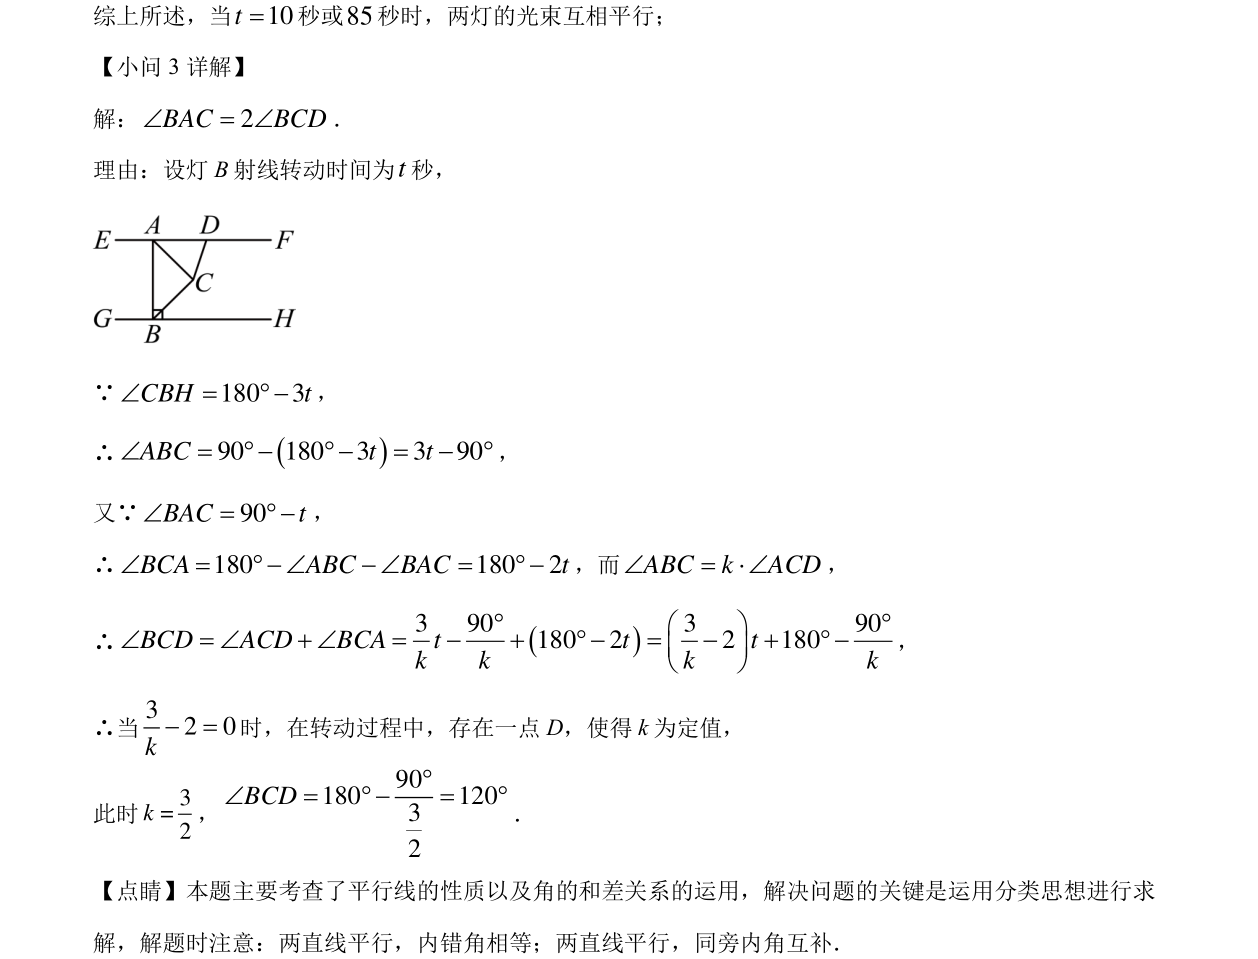 综上所述，当t=10秒或85秒时，两灯的光束互相平行；
【小问 3 详解】
解：∠BAC = 2∠BCD．
理由：设灯 B 射线转动时间为 t 秒，
A D
E F
C
G H
B
∵ ∠CBH =180°−3t，
∴ ∠ABC = 90°−(180°−3t) = 3t−90°，
又∵ ∠BAC = 90°−t，
∴ ∠BCA =180°−∠ABC−∠BAC =180°−2t，而∠ABC = k·∠ACD，
∴ ∠BCD = ∠ACD+∠BCA = 3/k t − 90°/k + (180°−2t) = (3/k − 2)t +180° − 90°/k，
∴当 3/k − 2 = 0 时，在转动过程中，存在一点 D，使得 k 为定值，
此时 k = 3/2，∠BCD =180° − 90°/(3/2) =120°．
【点睛】本题主要考查了平行线的性质以及角的和差关系的运用，解决问题的关键是运用分类思想进行求
解，解题时注意：两直线平行，内错角相等；两直线平行，同旁内角互补．